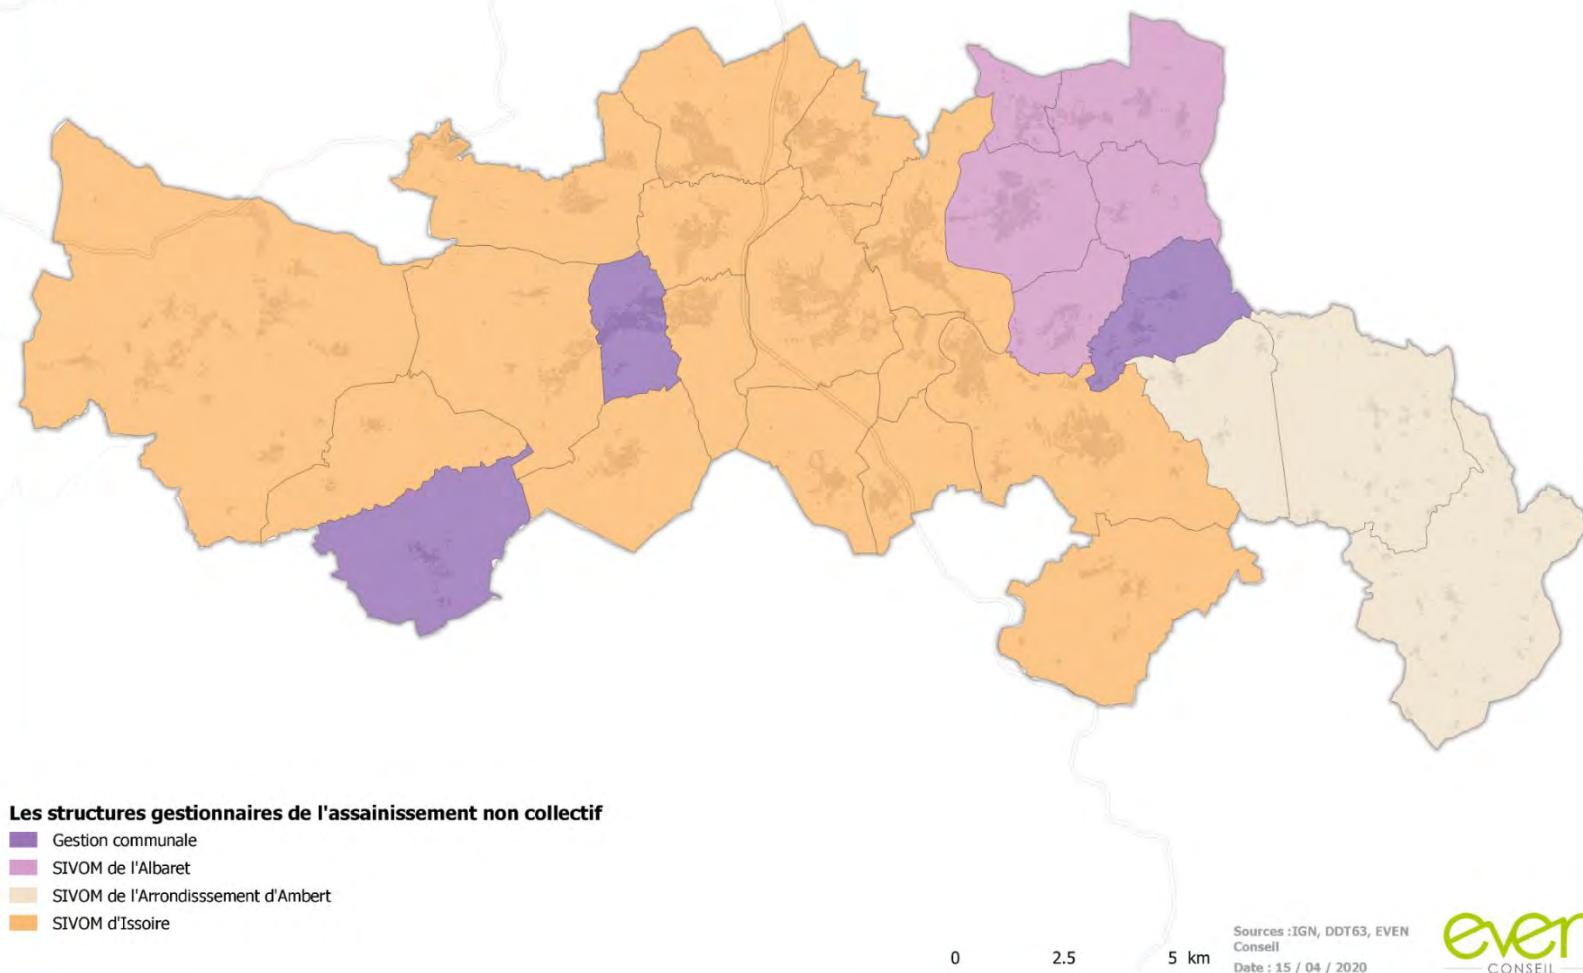 Les structures gestionnaires de l'assainissement non collectif
Gestion communale
SIVOM de l'Albaret
SIVOM de l'Arrondisssement d'Ambert
SIVOM d'Issoire
0 2.5 5 km
Sources :IGN, DDT63, EVEN
Conseil
Date : 15 / 04 / 2020
even
CONSEIL